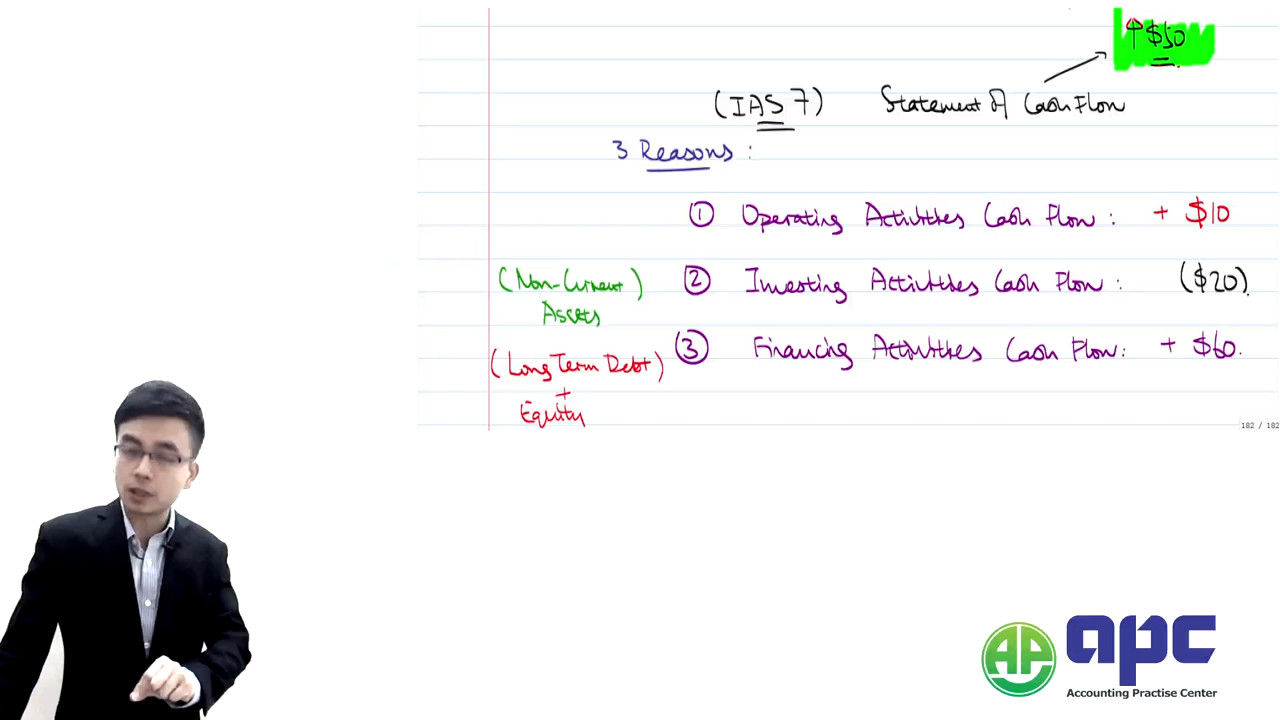 ↑ $50
(IAS 7) Statement of Cash Flow
3 Reasons :
① Operating Activities Cash Flow : + $10
(Non-Current) Assets
② Investing Activities Cash Flow : ($20).
(Long Term Debt) + Equity
③ Financing Activities Cash Flow : + $60.
182 / 182
AP
apc
Accounting Practise Center